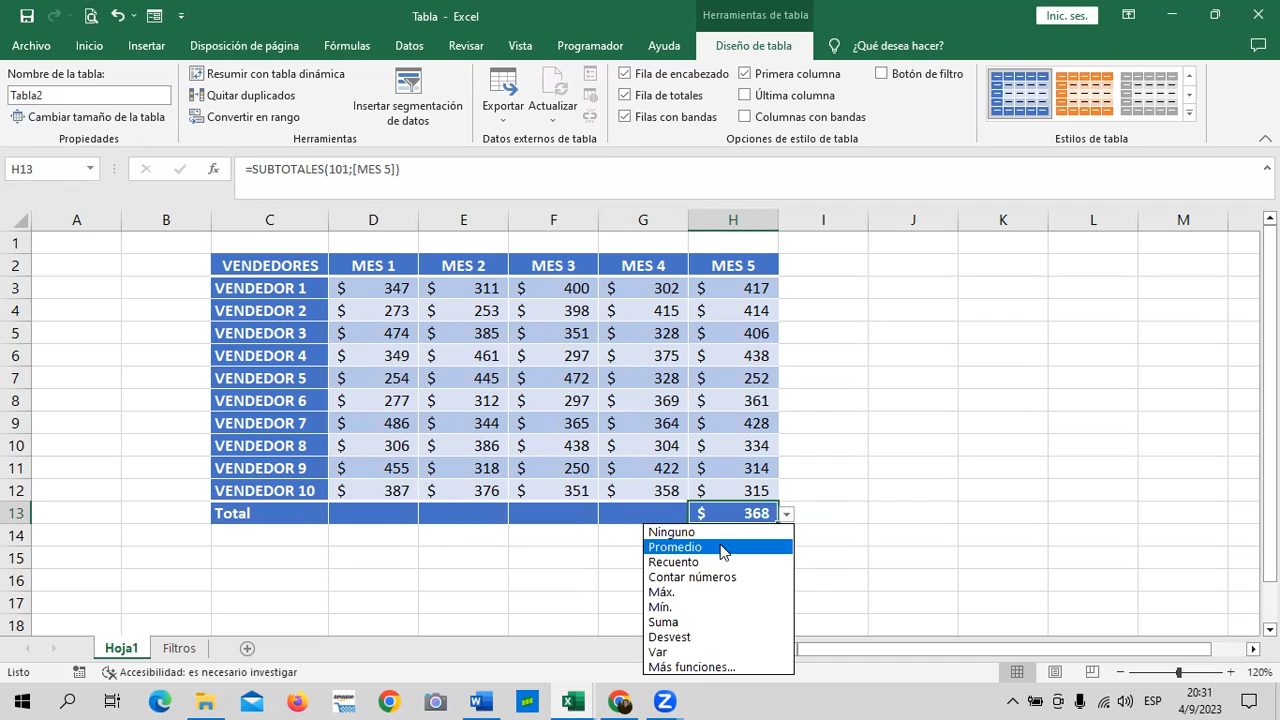 Tabla - Excel
Herramientas de tabla
Inic. ses.
Archivo Inicio Insertar Disposición de página Fórmulas Datos Revisar Vista Programador Ayuda Diseño de tabla ¿Qué desea hacer?
Nombre de la tabla:
Tabla2
Cambiar tamaño de la tabla
Propiedades
Resumir con tabla dinámica
Quitar duplicados
Convertir en rango
Insertar segmentación
de datos
Herramientas
Exportar Actualizar
Datos externos de tabla
Fila de encabezado Primera columna Botón de filtro
Fila de totales Última columna
Filas con bandas Columnas con bandas
Opciones de estilo de tabla
Estilos de tabla
H13 fx =SUBTOTALES(101;[MES 5])
A B C D E F G H I J K L M
1
2 VENDEDORES MES 1 MES 2 MES 3 MES 4 MES 5
3 VENDEDOR 1 $ 347 $ 311 $ 400 $ 302 $ 417
4 VENDEDOR 2 $ 273 $ 253 $ 398 $ 415 $ 414
5 VENDEDOR 3 $ 474 $ 385 $ 351 $ 328 $ 406
6 VENDEDOR 4 $ 349 $ 461 $ 297 $ 375 $ 438
7 VENDEDOR 5 $ 254 $ 445 $ 472 $ 328 $ 252
8 VENDEDOR 6 $ 277 $ 312 $ 297 $ 369 $ 361
9 VENDEDOR 7 $ 486 $ 344 $ 365 $ 364 $ 428
10 VENDEDOR 8 $ 306 $ 386 $ 438 $ 304 $ 334
11 VENDEDOR 9 $ 455 $ 318 $ 250 $ 422 $ 314
12 VENDEDOR 10 $ 387 $ 376 $ 351 $ 358 $ 315
13 Total $ 368
14
15
16
17
18
Ninguno
Promedio
Recuento
Contar números
Máx.
Mín.
Suma
Desvest
Var
Más funciones...
Hoja1 Filtros
Listo Accesibilidad: es necesario investigar 120%
ESP 20:31
4/9/2023